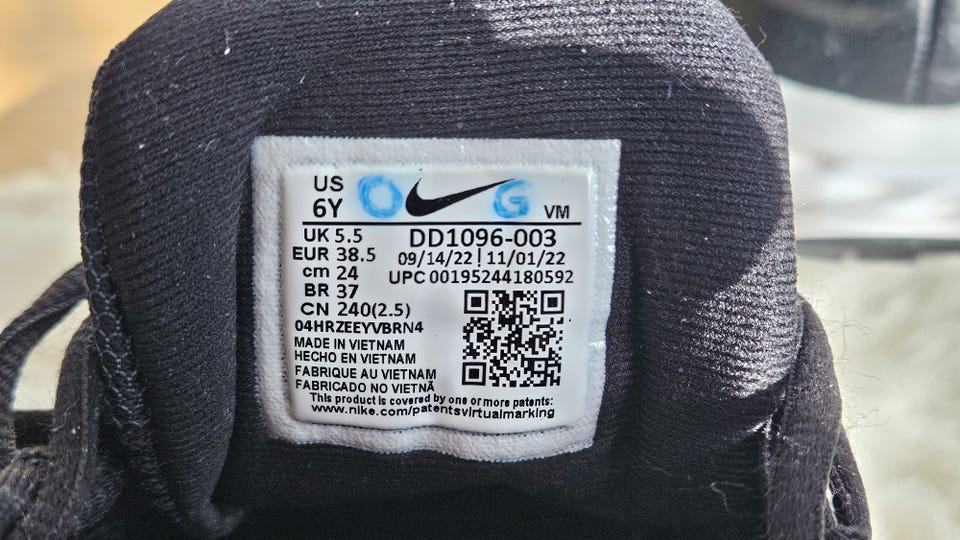 US
6Y
O G
VM
UK 5.5
EUR 38.5
cm 24
BR 37
CN 240(2.5)
DD1096-003
09/14/22 | 11/01/22
UPC 00195244180592
04HRZEEYVBRN4
MADE IN VIETNAM
HECHO EN VIETNAM
FABRIQUE AU VIETNAM
FABRICADO NO VIETNÃ
This product is covered by one or more patents:
www.nike.com/patentsvirtualmarking